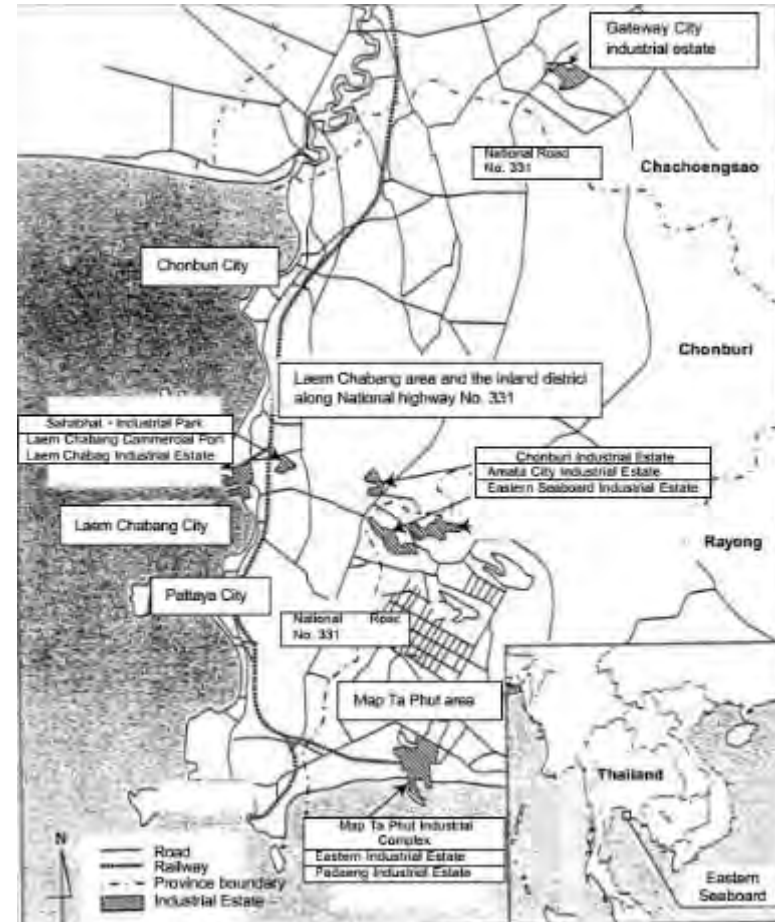 Gateway City
industrial estate
National Road
No. 331
Chachoengsao
Chonburi City
Chonburi
Laem Chabang area and the inland district
along National highway No. 331
Sahabhat - Industrial Park
Laem Chabang Commercial Port
Laem Chabag Industrial Estate
Chonburi Industrial Estate
Amata City Industrial Estate
Eastern Seaboard Industrial Estate
Laem Chabang City
Rayong
Pattaya City
National Road
No. 331
Map Ta Phut area
Thailand
Map Ta Phut Industrial
Complex
Eastern Industrial Estate
Padaeng Industrial Estate
Eastern
Seaboard
N
Road
Railway
Province boundary
Industrial Estate